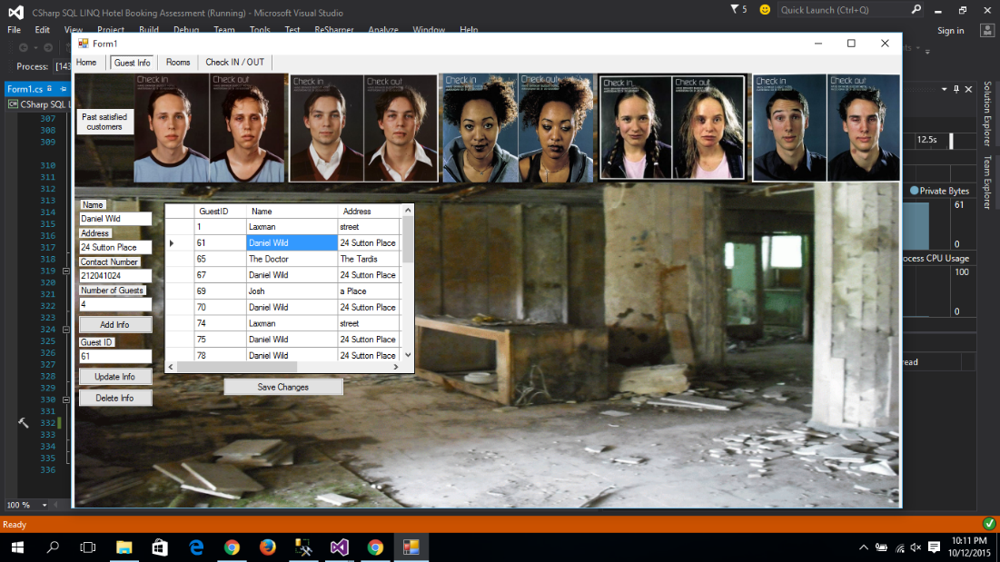 CSharp SQL LINQ Hotel Booking Assessment (Running) - Microsoft Visual Studio
5
Quick Launch (Ctrl+Q)
File Edit View Project Build Debug Team Tools Test ReSharper Analyze Window Help
Sign in
Process: [143
Form1.cs
CSharp SQL L
Form1
Home Guest Info Rooms Check IN / OUT
Past satisfied
customers
Check in Check out
Check in Check out
Check in Check out
Check in Check out
Check in Check out
Name
Daniel Wild
Address
24 Sutton Place
Contact Number
212041024
Number of Guests
4
Add Info
Guest ID
61
Update Info
Delete Info
GuestID Name Address
1 Laxman street
61 Daniel Wild 24 Sutton Place
65 The Doctor The Tardis
67 Daniel Wild 24 Sutton Place
69 Josh a Place
70 Daniel Wild 24 Sutton Place
74 Laxman street
75 Daniel Wild 24 Sutton Place
78 Daniel Wild 24 Sutton Place
Save Changes
307
308
309
310
311
312
313
314
315
316
317
318
319
320
321
322
323
324
325
326
327
328
329
330
331
332
333
334
335
336
100 %
12.5s
Private Bytes
61
0
ocess CPU Usage
100
0
read
Solution Explorer
Team Explorer
Ready
10:11 PM
10/12/2015